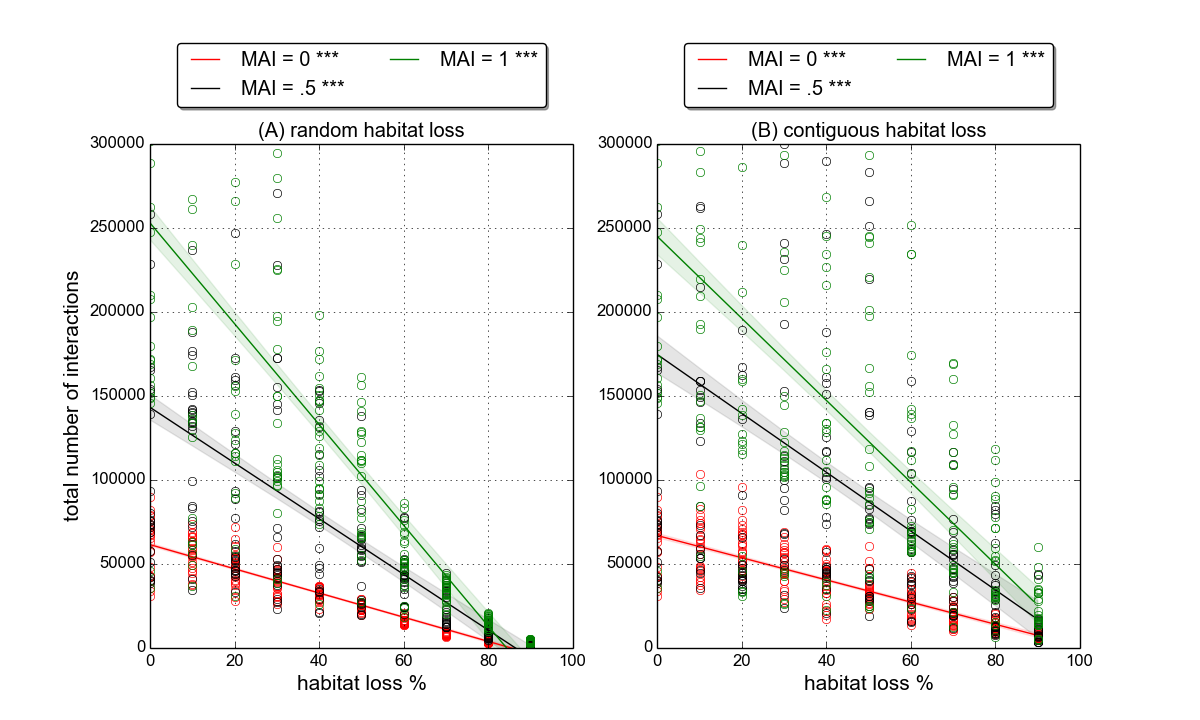 MAI = 0 *** MAI = 1 ***
MAI = .5 ***
MAI = 0 *** MAI = 1 ***
MAI = .5 ***
(A) random habitat loss
(B) contiguous habitat loss
total number of interactions
300000
250000
200000
150000
100000
50000
0
0 20 40 60 80 100
habitat loss %
300000
250000
200000
150000
100000
50000
0
0 20 40 60 80 100
habitat loss %